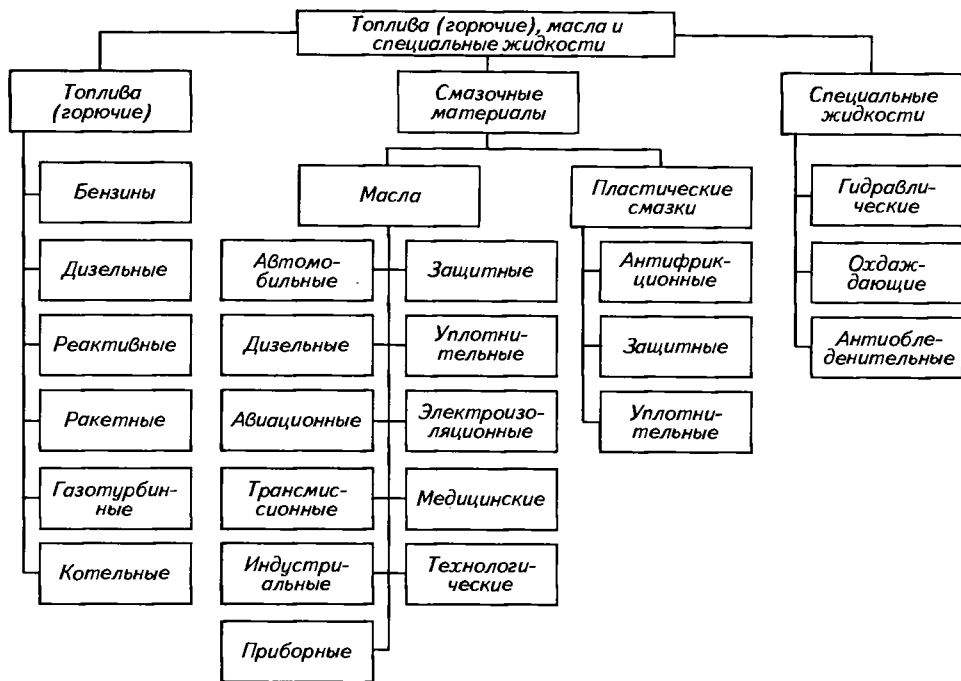 Топлива (горючие), масла и
специальные жидкости
Топлива
(горючие)
Смазочные
материалы
Специальные
жидкости
Бензины
Дизельные
Реактивные
Ракетные
Газотурбин-
ные
Котельные
Масла
Автомо-
бильные
Дизельные
Авиационные
Трансмис-
сионные
Индустри-
альные
Приборные
Защитные
Уплотни-
тельные
Электроизо-
ляционные
Медицинские
Технологи-
ческие
Пластические
смазки
Антифрик-
ционные
Защитные
Уплотни-
тельные
Гидравли-
ческие
Охдаж-
дающие
Антиобле-
денительные